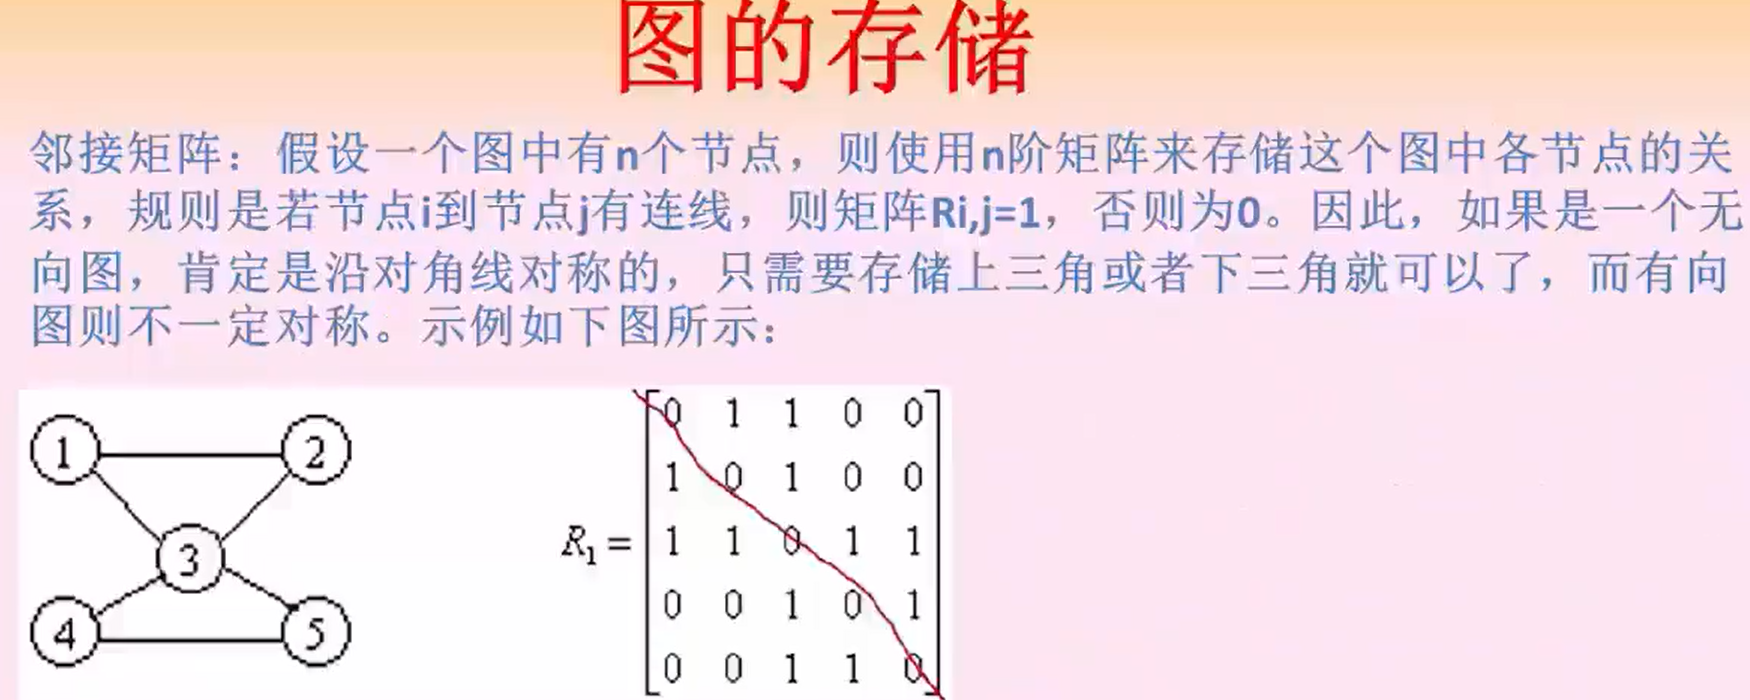 图的存储
邻接矩阵：假设一个图中有n个节点，则使用n阶矩阵来存储这个图中各节点的关
系，规则是若节点i到节点j有连线，则矩阵Ri,j=1，否则为0。因此，如果是一个无
向图，肯定是沿对角线对称的，只需要存储上三角或者下三角就可以了，而有向
图则不一定对称。示例如下图所示：
1 2
3
4 5
0 1 1 0 0
1 0 1 0 0
R1 = 1 1 0 1 1
0 0 1 0 1
0 0 1 1 0